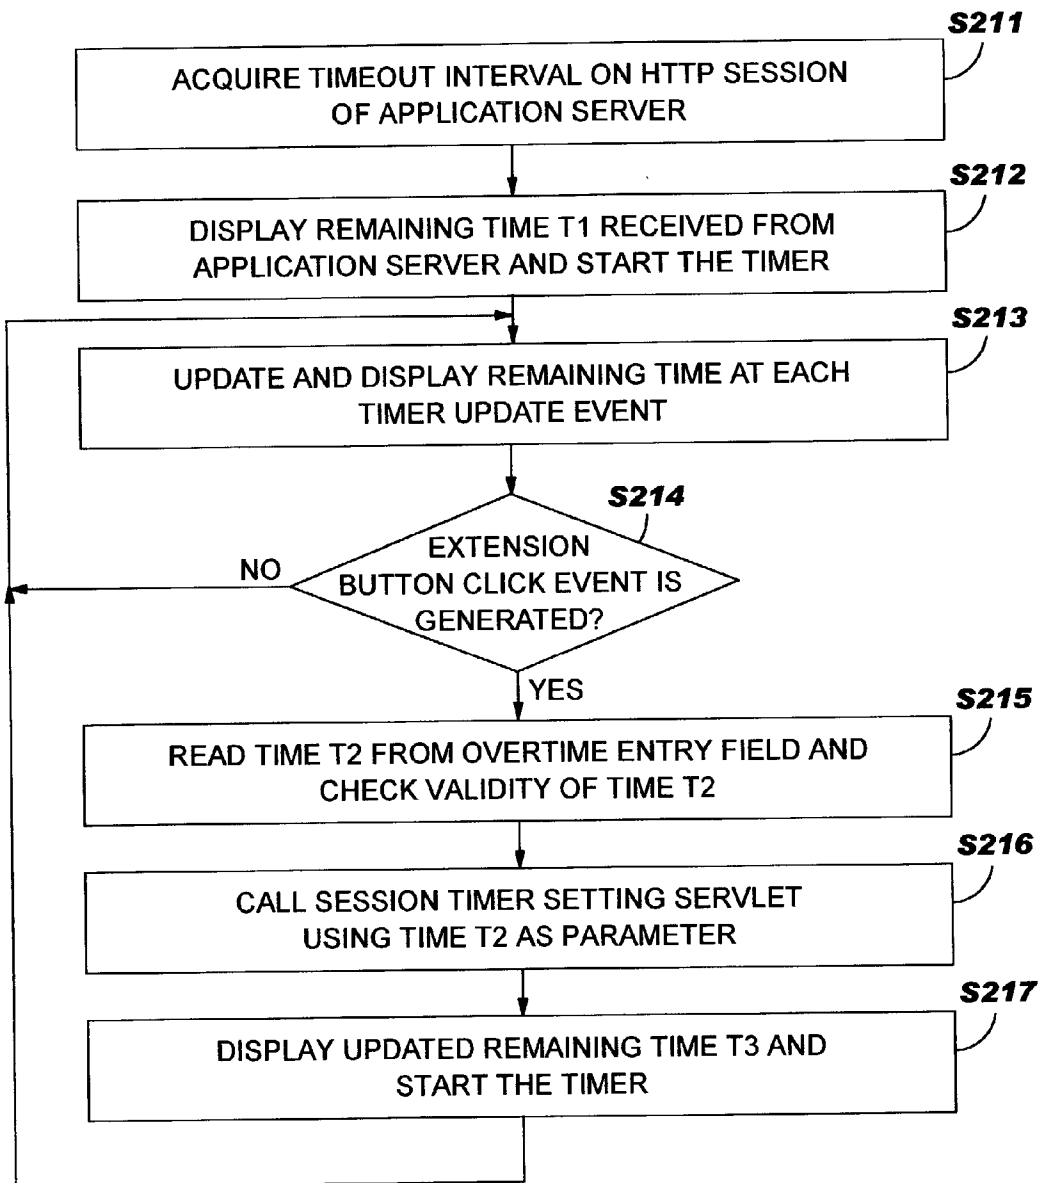 S211
ACQUIRE TIMEOUT INTERVAL ON HTTP SESSION
OF APPLICATION SERVER
S212
DISPLAY REMAINING TIME T1 RECEIVED FROM
APPLICATION SERVER AND START THE TIMER
S213
UPDATE AND DISPLAY REMAINING TIME AT EACH
TIMER UPDATE EVENT
S214
EXTENSION
BUTTON CLICK EVENT IS
GENERATED?
NO
YES
S215
READ TIME T2 FROM OVERTIME ENTRY FIELD AND
CHECK VALIDITY OF TIME T2
S216
CALL SESSION TIMER SETTING SERVLET
USING TIME T2 AS PARAMETER
S217
DISPLAY UPDATED REMAINING TIME T3 AND
START THE TIMER